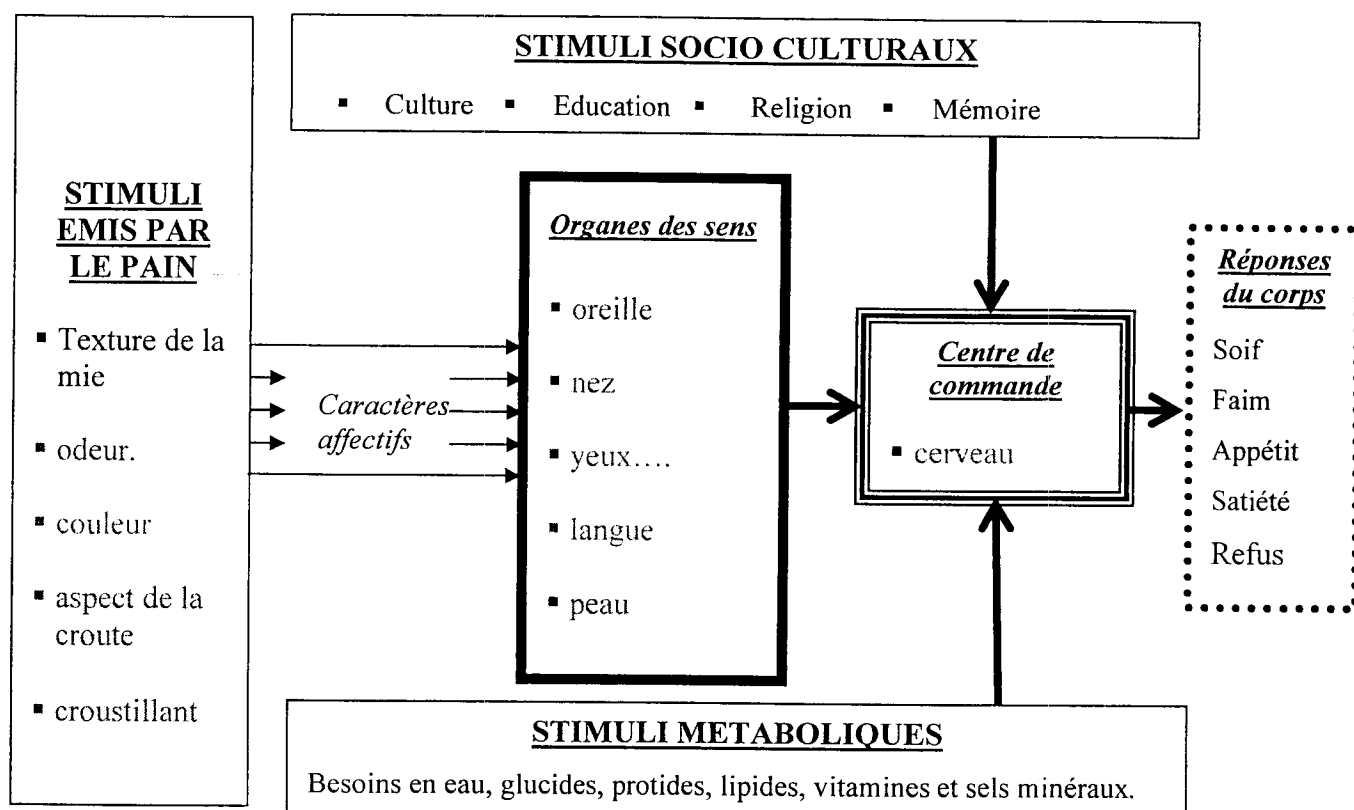 STIMULI SOCIO CULTURAUX
▪ Culture ▪ Education ▪ Religion ▪ Mémoire
STIMULI
EMIS PAR
LE PAIN
▪ Texture de la
mie
▪ odeur.
▪ couleur
▪ aspect de la
croute
▪ croustillant
Caractères
affectifs
Organes des sens
▪ oreille
▪ nez
▪ yeux….
▪ langue
▪ peau
Centre de
commande
▪ cerveau
Réponses
du corps
Soif
Faim
Appétit
Satiété
Refus
STIMULI METABOLIQUES
Besoins en eau, glucides, protides, lipides, vitamines et sels minéraux.